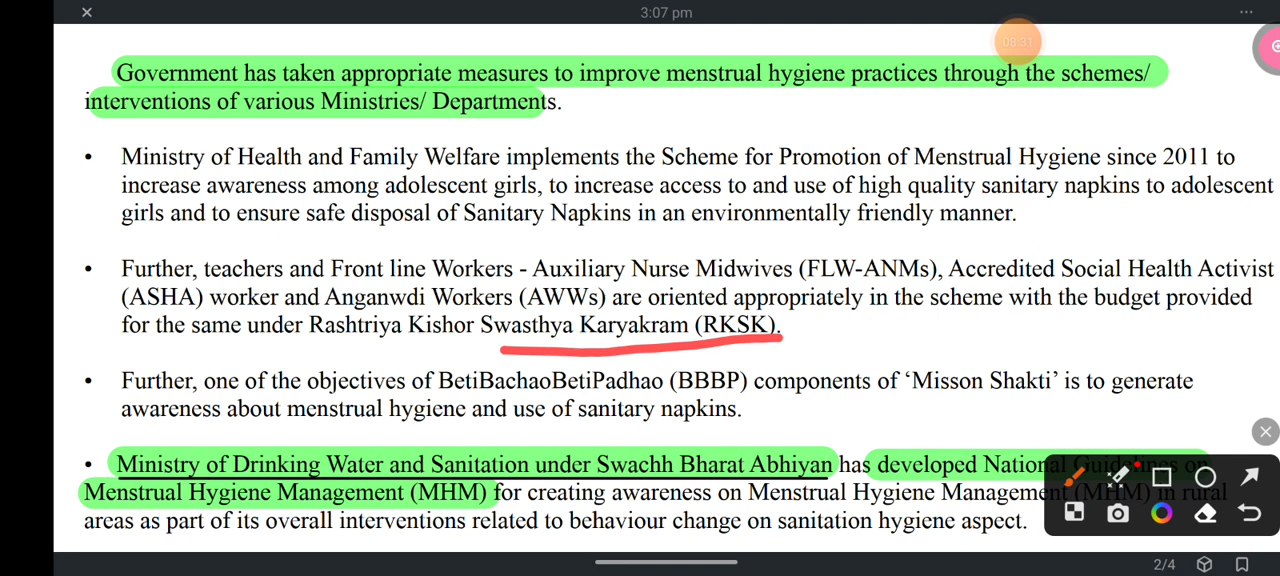 3:07 pm
08:31
Government has taken appropriate measures to improve menstrual hygiene practices through the schemes/
interventions of various Ministries/ Departments.
• Ministry of Health and Family Welfare implements the Scheme for Promotion of Menstrual Hygiene since 2011 to
increase awareness among adolescent girls, to increase access to and use of high quality sanitary napkins to adolescent
girls and to ensure safe disposal of Sanitary Napkins in an environmentally friendly manner.
• Further, teachers and Front line Workers - Auxiliary Nurse Midwives (FLW-ANMs), Accredited Social Health Activist
(ASHA) worker and Anganwdi Workers (AWWs) are oriented appropriately in the scheme with the budget provided
for the same under Rashtriya Kishor Swasthya Karyakram (RKSK).
• Further, one of the objectives of BetiBachaoBetiPadhao (BBBP) components of ‘Misson Shakti’ is to generate
awareness about menstrual hygiene and use of sanitary napkins.
• Ministry of Drinking Water and Sanitation under Swachh Bharat Abhiyan has developed National Guidelines on
Menstrual Hygiene Management (MHM) for creating awareness on Menstrual Hygiene Management (MHM) in rural
areas as part of its overall interventions related to behaviour change on sanitation hygiene aspect.
2/4